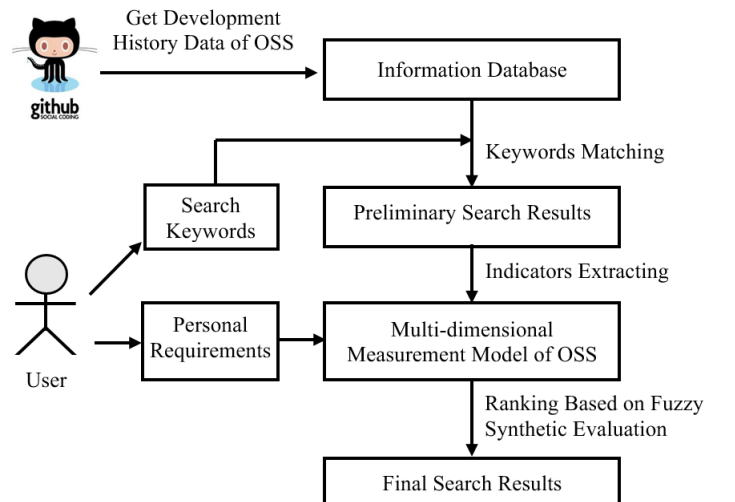 Get Development
History Data of OSS
github
SOCIAL CODING
Information Database
Keywords Matching
Search
Keywords
Preliminary Search Results
Indicators Extracting
Personal
Requirements
Multi-dimensional
Measurement Model of OSS
User
Ranking Based on Fuzzy
Synthetic Evaluation
Final Search Results